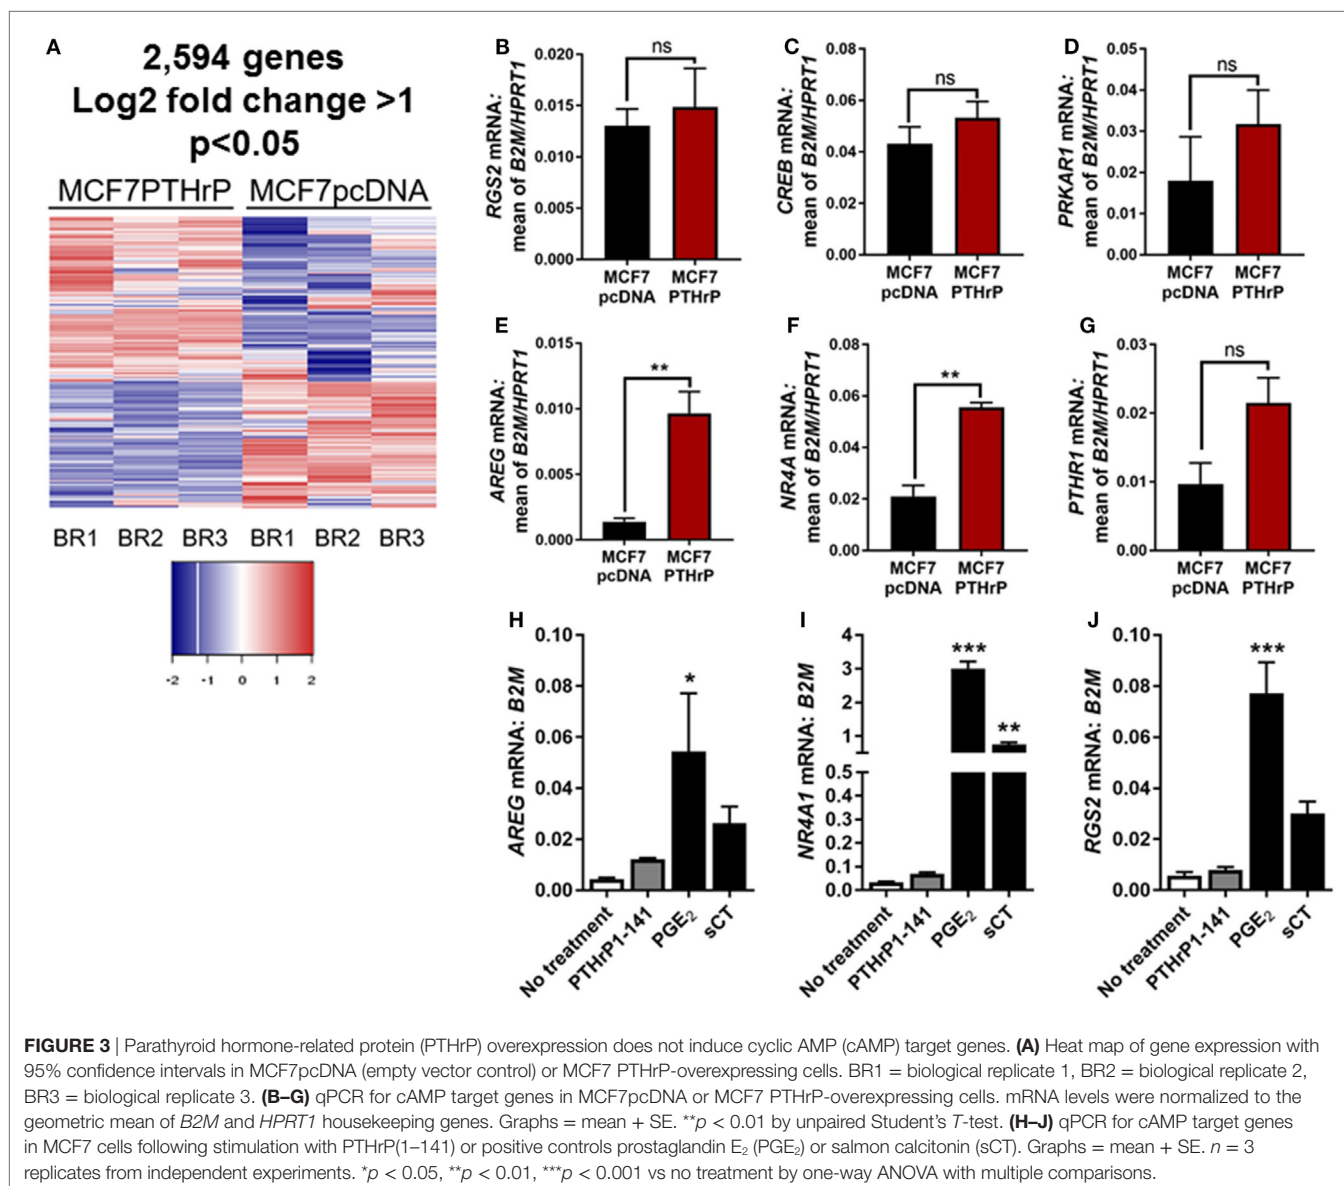 A
2,594 genes
Log2 fold change >1
p<0.05
MCF7PTHrP MCF7pcDNA
BR1 BR2 BR3 BR1 BR2 BR3
-2 -1 0 1 2
B
RGS2 mRNA:
mean of B2M/HPRT1
0.020
0.015
0.010
0.005
0.000
ns
MCF7 MCF7
pcDNA PTHrP
C
CREB mRNA:
mean of B2M/HPRT1
0.08
0.06
0.04
0.02
0.00
ns
MCF7 MCF7
pcDNA PTHrP
D
PRKAR1 mRNA:
mean of B2M/HPRT1
0.05
0.04
0.03
0.02
0.01
0.00
ns
MCF7 MCF7
pcDNA PTHrP
E
AREG mRNA:
mean of B2M/HPRT1
0.015
0.010
0.005
0.000
**
MCF7 MCF7
pcDNA PTHrP
F
NR4A mRNA:
mean of B2M/HPRT1
0.08
0.06
0.04
0.02
0.00
**
MCF7 MCF7
pcDNA PTHrP
G
PTHR1 mRNA:
mean of B2M/HPRT1
0.03
0.02
0.01
0.00
ns
MCF7 MCF7
pcDNA PTHrP
H
AREG mRNA: B2M
0.10
0.08
0.06
0.04
0.02
0.00
*
No treatment
PTHrP1-141
PGE₂
sCT
I
NR4A1 mRNA: B2M
4
3
2
1
0.5
0.4
0.3
0.2
0.1
0.0
***
**
No treatment
PTHrP1-141
PGE₂
sCT
J
RGS2 mRNA: B2M
0.10
0.08
0.06
0.04
0.02
0.00
***
No treatment
PTHrP1-141
PGE₂
sCT
FIGURE 3 | Parathyroid hormone-related protein (PTHrP) overexpression does not induce cyclic AMP (cAMP) target genes. (A) Heat map of gene expression with
95% confidence intervals in MCF7pcDNA (empty vector control) or MCF7 PTHrP-overexpressing cells. BR1 = biological replicate 1, BR2 = biological replicate 2,
BR3 = biological replicate 3. (B–G) qPCR for cAMP target genes in MCF7pcDNA or MCF7 PTHrP-overexpressing cells. mRNA levels were normalized to the
geometric mean of B2M and HPRT1 housekeeping genes. Graphs = mean + SE. **p < 0.01 by unpaired Student's T-test. (H–J) qPCR for cAMP target genes
in MCF7 cells following stimulation with PTHrP(1–141) or positive controls prostaglandin E₂ (PGE₂) or salmon calcitonin (sCT). Graphs = mean + SE. n = 3
replicates from independent experiments. *p < 0.05, **p < 0.01, ***p < 0.001 vs no treatment by one-way ANOVA with multiple comparisons.